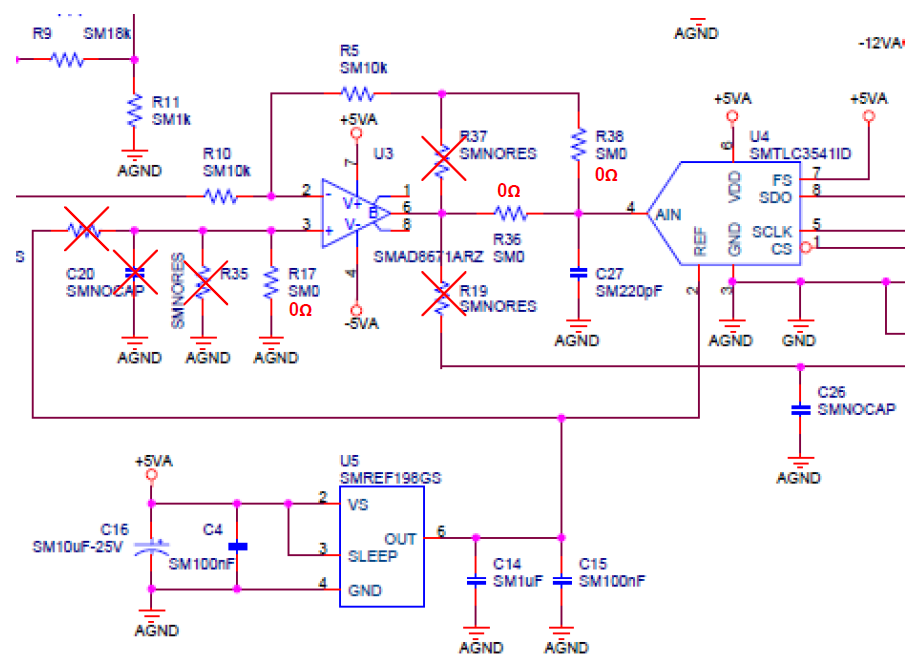 AGND
-12VA
R9
SM18k
R5
SM10k
+5VA
+5VA
R11
SM1k
+5VA
U3
R37
SMNORES
R38
SM0
0Ω
6
U4
SMTLC3541ID
AGND
R10
SM10k
7
2
-
V+
V-
+
3
B
1
6
8
4
SMAD8671ARZ
0Ω
R36
SM0
4
AIN
VDD
REF
GND
FS
7
SDO
8
SCLK
5
CS
1
S
C20
SMNOCAP
SMNORES
R35
R17
SM0
0Ω
-5VA
R19
SMNORES
C27
SM220pF
2
3
AGND
AGND
AGND
AGND
AGND
GND
C26
SMNOCAP
AGND
+5VA
U5
SMREF198GS
C16
SM10uF-25V
C4
SM100nF
2
VS
3
SLEEP
4
GND
OUT
6
C14
SM1uF
C15
SM100nF
AGND
AGND
AGND